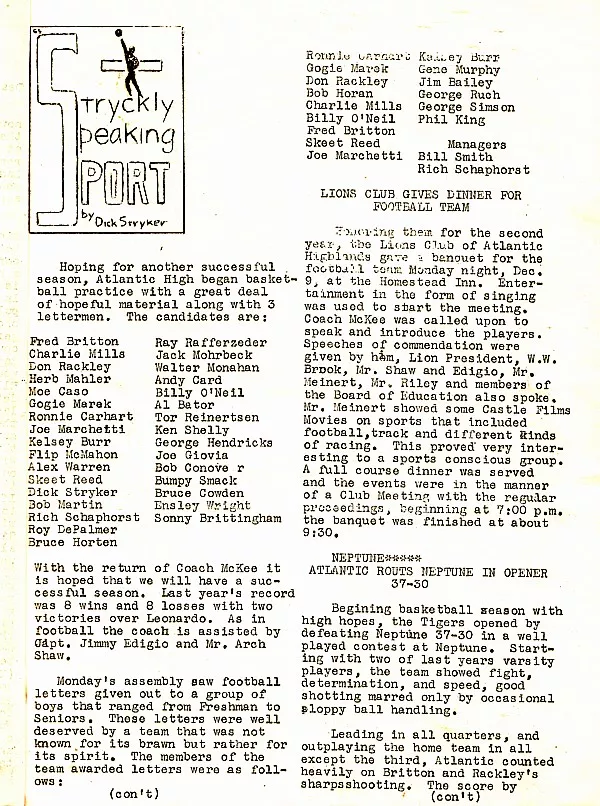 Stryckly
Speaking
SPORT
by Dick Stryker
Hoping for another successful
season, Atlantic High began basket-
ball practice with a great deal
of hopeful material along with 3
lettermen. The candidates are:
Fred Britton Ray Rafferzeder
Charlie Mills Jack Mohrbeck
Don Rackley Walter Monahan
Herb Mahler Andy Card
Moe Caso Billy O'Neil
Gogie Marek Al Bator
Ronnie Carhart Tor Reinertsen
Joe Marchetti Ken Shelly
Kelsey Burr George Hendricks
Flip McMahon Joe Giovia
Alex Warren Bob Conove r
Skeet Reed Bumpy Smack
Dick Stryker Bruce Cowden
Bob Martin Ensley Wright
Rich Schaphorst Sonny Brittingham
Roy DePalmer
Bruce Horten
With the return of Coach McKee it
is hoped that we will have a suc-
cessful season. Last year's record
was 8 wins and 8 losses with two
victories over Leonardo. As in
football the coach is assisted by
Capt. Jimmy Edigio and Mr. Arch
Shaw.
Monday's assembly saw football
letters given out to a group of
boys that ranged from Freshman to
Seniors. These letters were well
deserved by a team that was not
known for its brawn but rather for
its spirit. The members of the
team awarded letters were as foll-
ows:
(con't)
Ronnie Carhart Kelsey Burr
Gogie Marek Gene Murphy
Don Rackley Jim Bailey
Bob Horan George Ruch
Charlie Mills George Simson
Billy O'Neil Phil King
Fred Britton
Skeet Reed Managers
Joe Marchetti Bill Smith
Rich Schaphorst
LIONS CLUB GIVES DINNER FOR
FOOTBALL TEAM
Honoring them for the second
year, the Lions Club of Atlantic
Highlands gave a banquet for the
football team Monday night, Dec.
9, at the Homestead Inn. Enter-
tainment in the form of singing
was used to start the meeting.
Coach McKee was called upon to
speak and introduce the players.
Speeches of commendation were
given by him, Lion President, W.W.
Brook, Mr. Shaw and Edigio, Mr.
Meinert, Mr. Riley and members of
the Board of Education also spoke.
Mr. Meinert showed some Castle Films
Movies on sports that included
football,track and different kinds
of racing. This proved very inter-
esting to a sports conscious group.
A full course dinner was served
and the events were in the manner
of a Club Meeting with the regular
proceedings, beginning at 7:00 p.m.
the banquet was finished at about
9:30.
NEPTUNE*****
ATLANTIC ROUTS NEPTUNE IN OPENER
37-30
Begining basketball season with
high hopes, the Tigers opened by
defeating Neptune 37-30 in a well
played contest at Neptune. Start-
ing with two of last years varsity
players, the team showed fight,
determination, and speed, good
shotting marred only by occasional
sloppy ball handling.
Leading in all quarters, and
outplaying the home team in all
except the third, Atlantic counted
heavily on Britton and Rackley's
sharpsshooting. The score by
(con't)